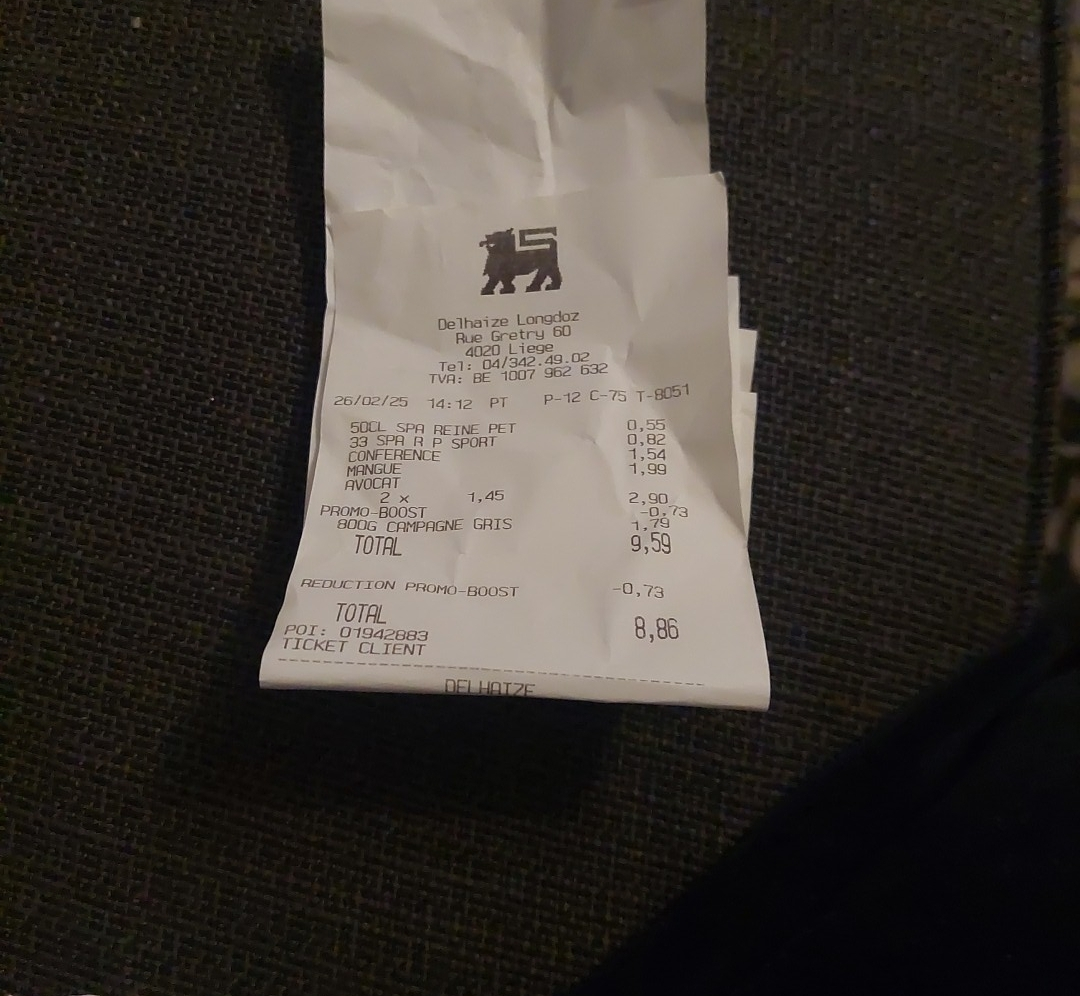 Delhaize Longdoz
Rue Gretry 60
4020 Liege
Tel: 04/342.49.02
TVA: BE 1007 962 632
26/02/25 14:12 PT P-12 C-75 T-8051
50CL SPA REINE PET 0,55
33 SPA R P SPORT 0,82
CONFERENCE 1,54
MANGUE 1,99
AVOCAT
2 x 1,45 2,90
PROMO-BOOST -0,73
800G CAMPAGNE GRIS 1,79
TOTAL 9,59
REDUCTION PROMO-BOOST -0,73
TOTAL 8,86
POI: 01942883
TICKET CLIENT
DELHAIZE